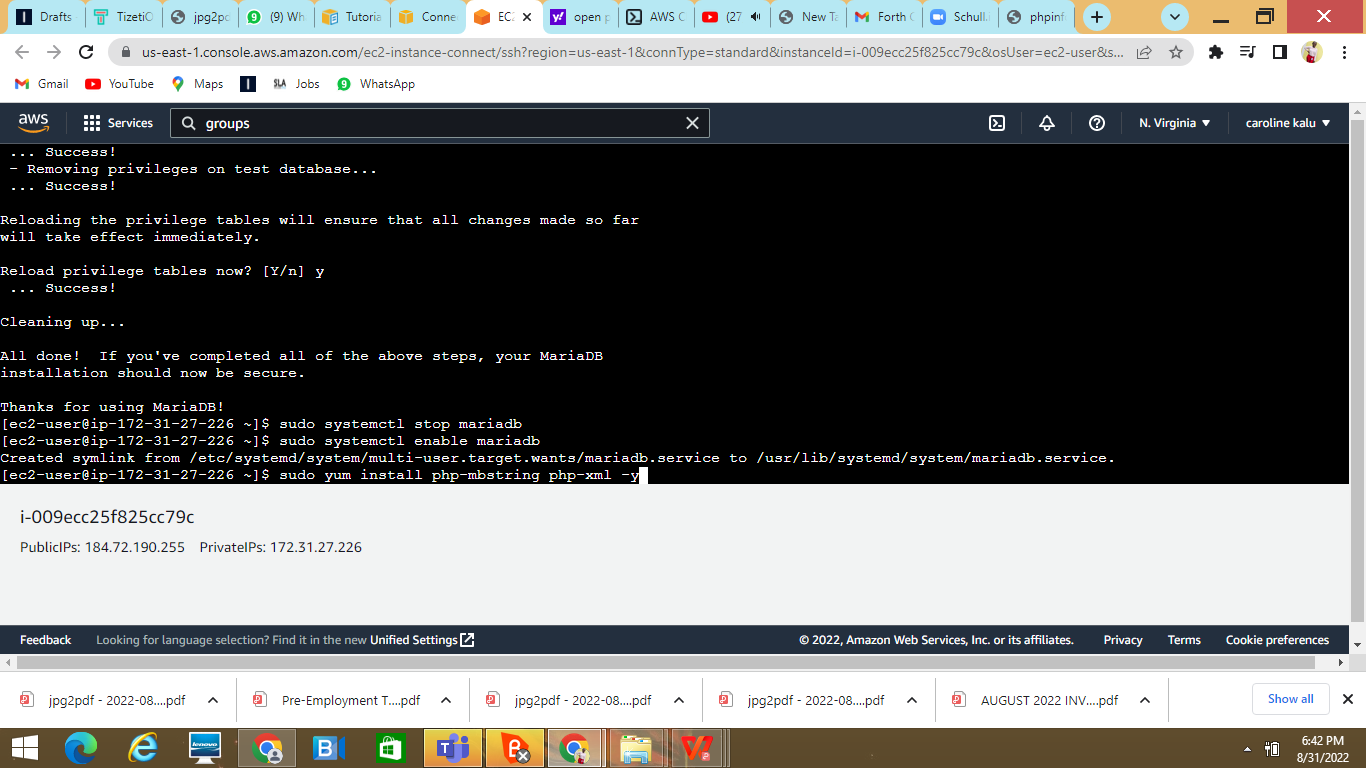 Drafts
TizetiC
jpg2pd
(9) Wh
Tutoria
Connec
EC2
open p
AWS C
(27
New Ta
Forth C
Schull.i
phpinf
us-east-1.console.aws.amazon.com/ec2-instance-connect/ssh?region=us-east-1&connType=standard&instanceId=i-009ecc25f825cc79c&osUser=ec2-user&s...
Gmail
YouTube
Maps
SLA Jobs
WhatsApp
aws
Services
groups
N. Virginia
caroline kalu
... Success!
- Removing privileges on test database...
... Success!
Reloading the privilege tables will ensure that all changes made so far
will take effect immediately.
Reload privilege tables now? [Y/n] y
... Success!
Cleaning up...
All done!  If you've completed all of the above steps, your MariaDB
installation should now be secure.
Thanks for using MariaDB!
[ec2-user@ip-172-31-27-226 ~]$ sudo systemctl stop mariadb
[ec2-user@ip-172-31-27-226 ~]$ sudo systemctl enable mariadb
Created symlink from /etc/systemd/system/multi-user.target.wants/mariadb.service to /usr/lib/systemd/system/mariadb.service.
[ec2-user@ip-172-31-27-226 ~]$ sudo yum install php-mbstring php-xml -y
i-009ecc25f825cc79c
PublicIPs: 184.72.190.255 PrivateIPs: 172.31.27.226
Feedback
Looking for language selection? Find it in the new Unified Settings
© 2022, Amazon Web Services, Inc. or its affiliates.
Privacy
Terms
Cookie preferences
jpg2pdf - 2022-08....pdf
Pre-Employment T....pdf
jpg2pdf - 2022-08....pdf
jpg2pdf - 2022-08....pdf
AUGUST 2022 INV....pdf
Show all
lenovo
6:42 PM
8/31/2022